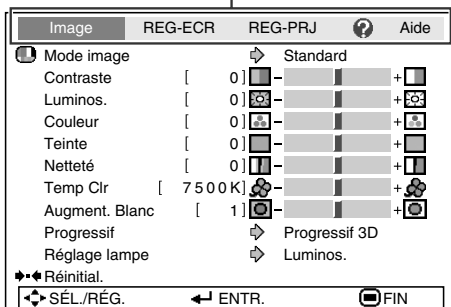 Image REG-ECR REG-PRJ ? Aide
Mode image Standard
Contraste [ 0] - +
Luminos. [ 0] - +
Couleur [ 0] - +
Teinte [ 0] - +
Netteté [ 0] - +
Temp Clr [ 7500K] - +
Augment. Blanc [ 1] - +
Progressif Progressif 3D
Réglage lampe Luminos.
Réinitial.
SÉL./RÉG. ENTR. FIN